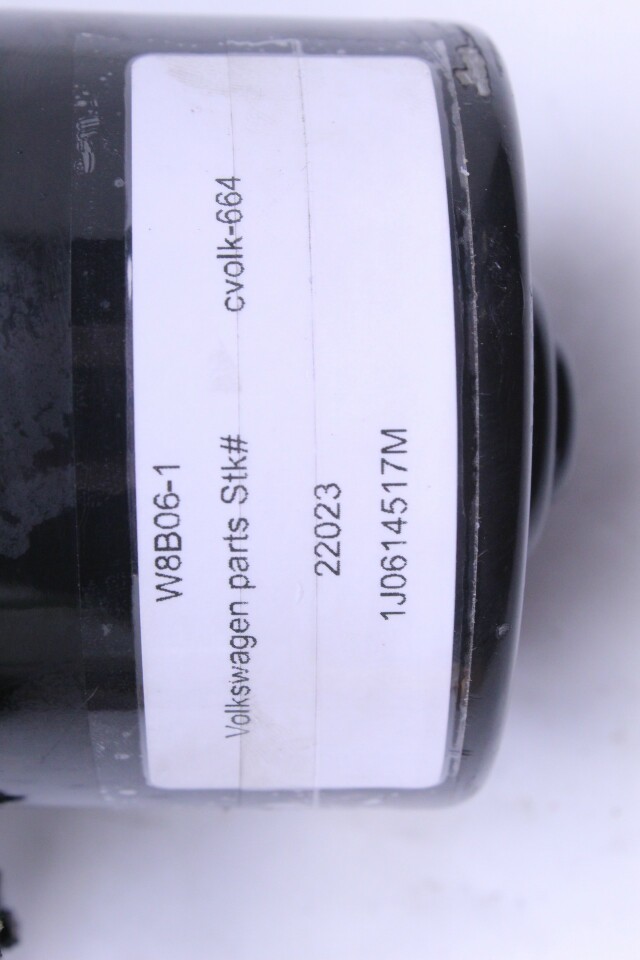 W8B06-1
Volkswagen parts Stk# cvolk-664
22023
1J0614517M